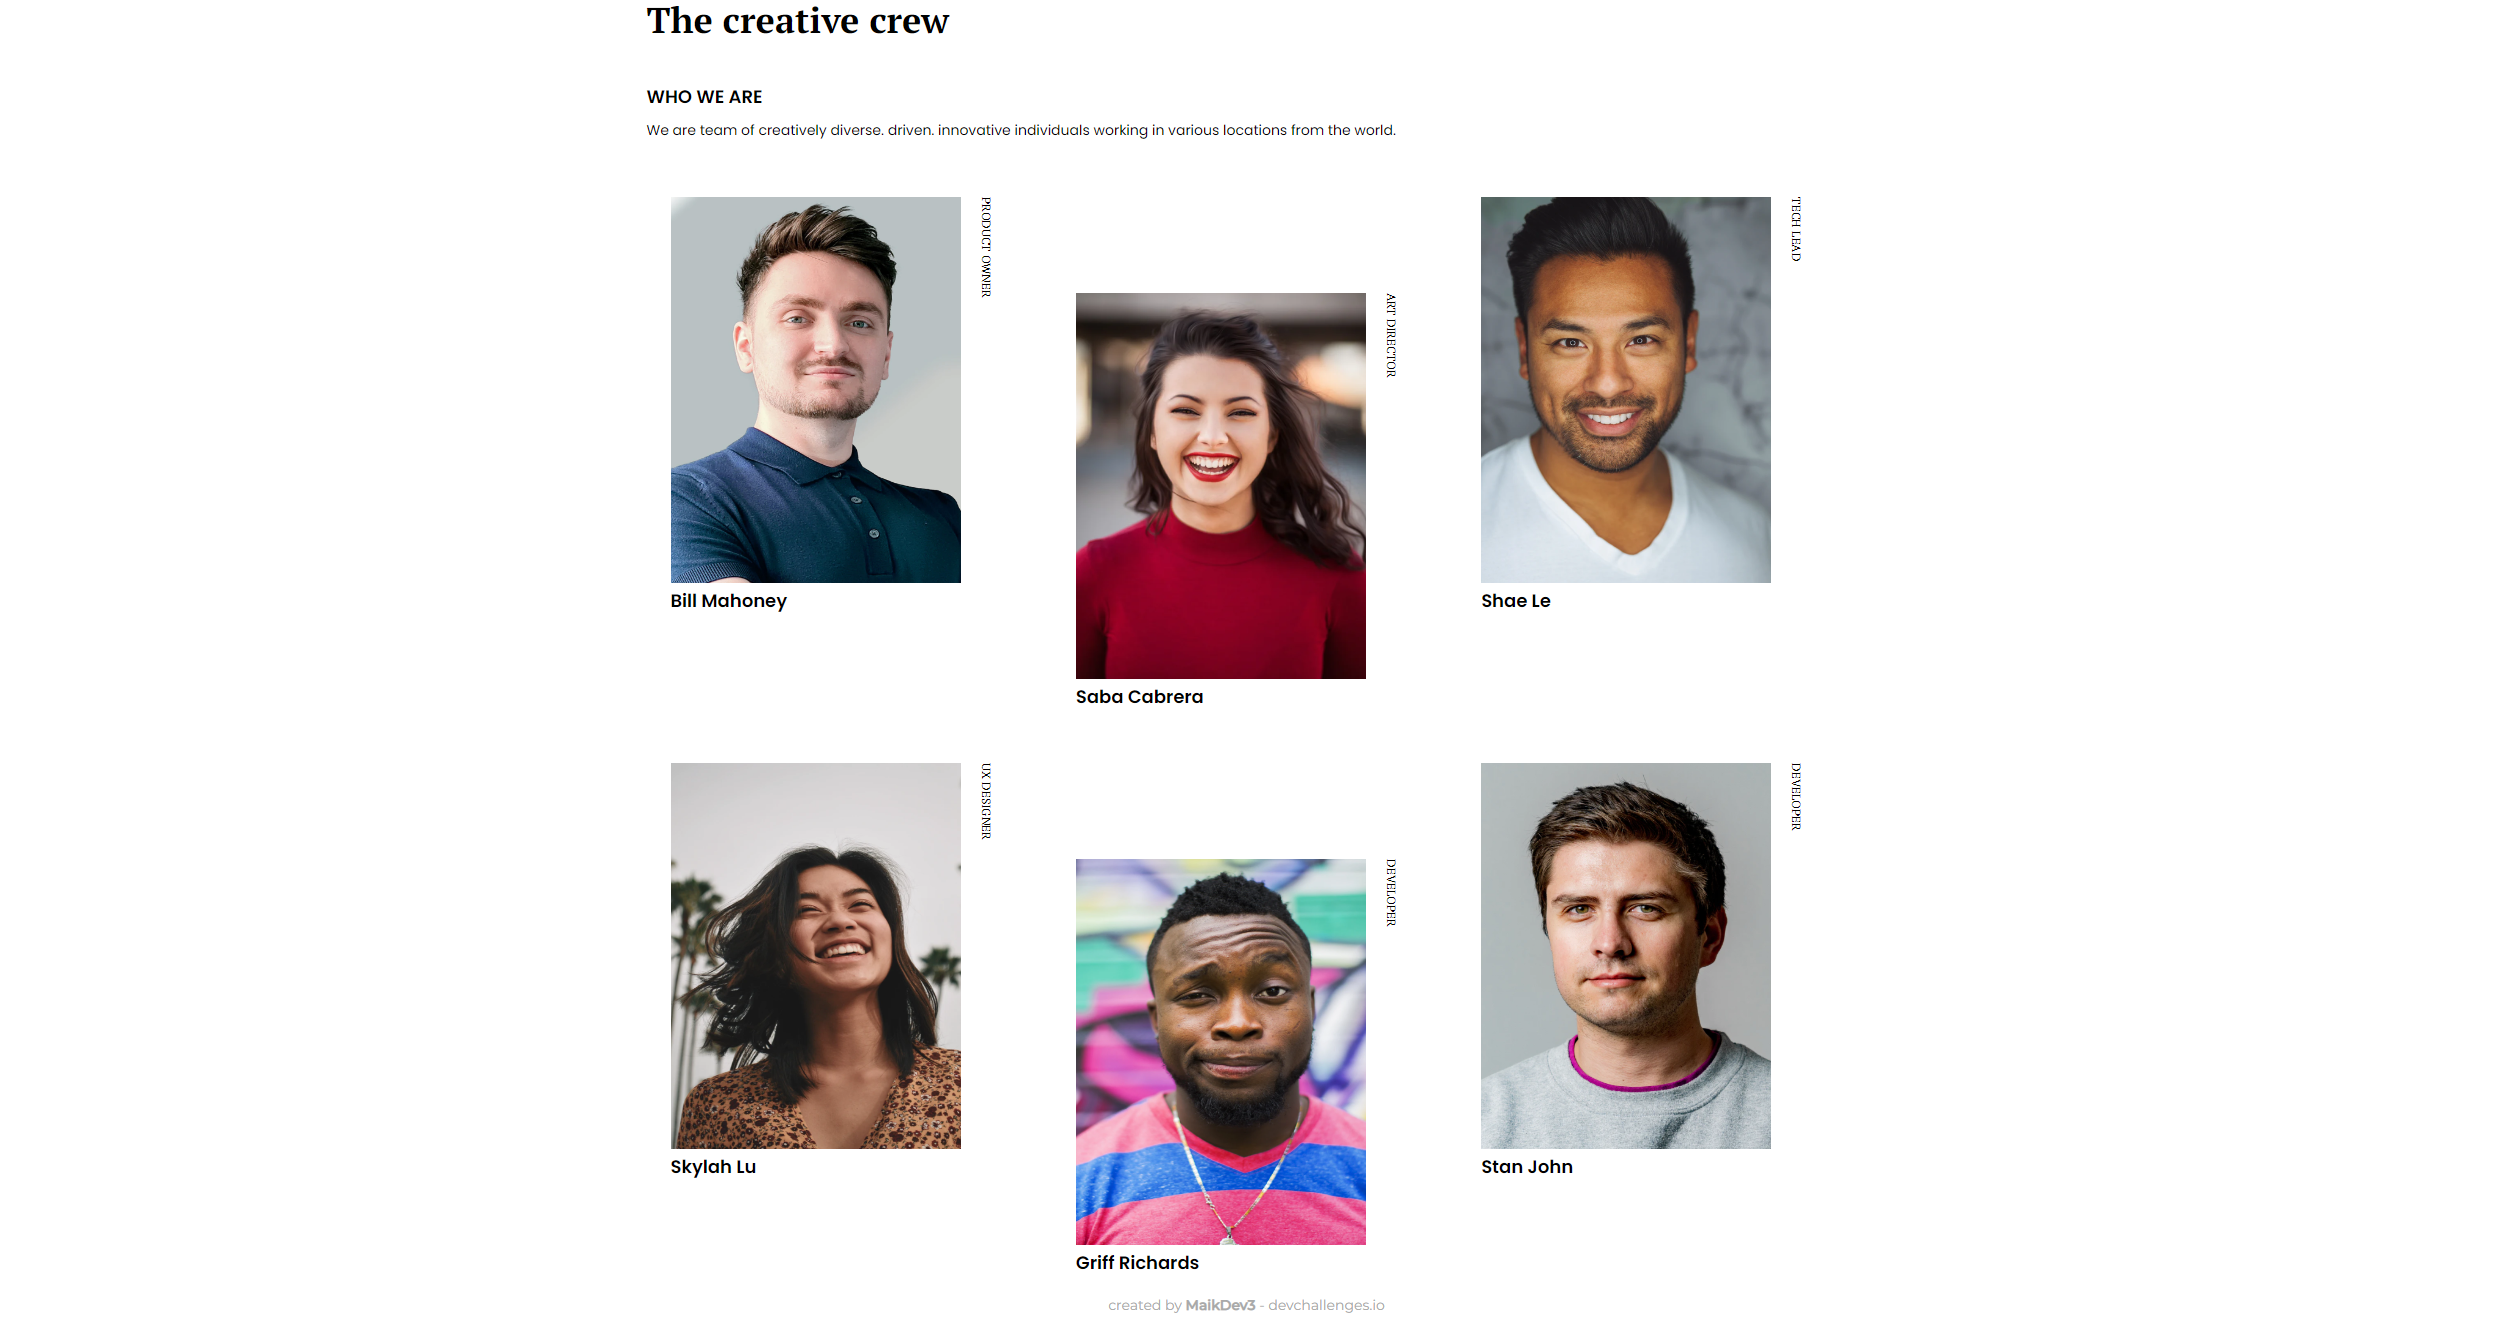 The creative crew
WHO WE ARE
We are team of creatively diverse. driven. innovative individuals working in various locations from the world.
PRODUCT OWNER
Bill Mahoney
ART DIRECTOR
Saba Cabrera
TECH LEAD
Shae Le
UX DESIGNER
Skylah Lu
DEVELOPER
Griff Richards
DEVELOPER
Stan John
created by MaikDev3 - devchallenges.io